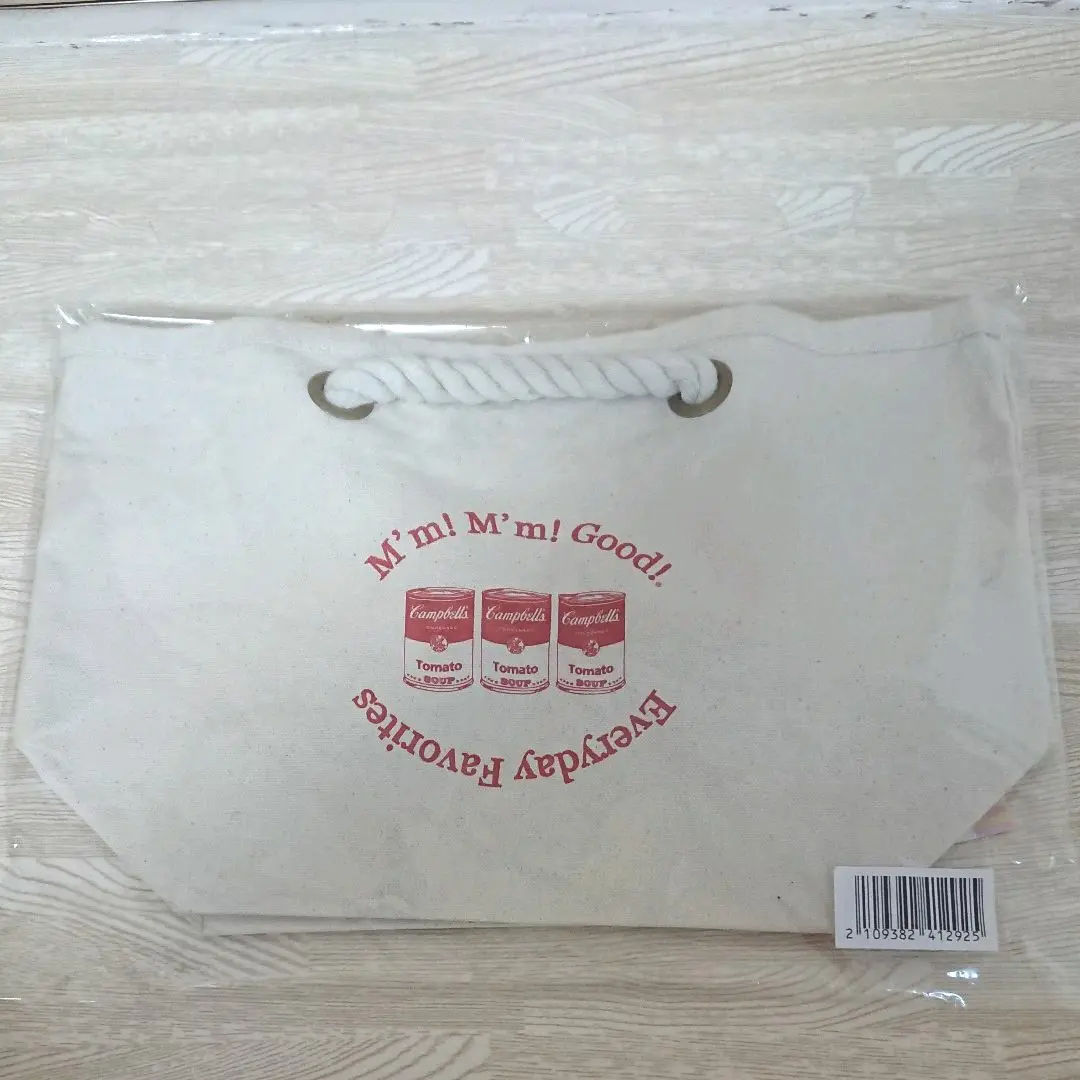 M'm! M'm! Good!
Campbell's Campbell's Campbell's
Tomato Tomato Tomato
SOUP SOUP SOUP
Everyday Favorites
2 109382 412925